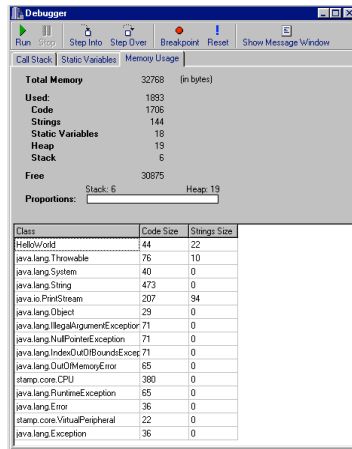 Debugger
Run Stop Step Into Step Over Breakpoint Reset Show Message Window
Call Stack Static Variables Memory Usage
Total Memory 32768 (in bytes)
Used: 1893
Code 1706
Strings 144
Static Variables 18
Heap 19
Stack 6
Free 30875
Stack: 6 Heap: 19
Proportions:
Class Code Size Strings Size
HelloWorld 44 22
java.lang.Throwable 76 10
java.lang.System 40 0
java.lang.String 473 0
java.io.PrintStream 207 94
java.lang.Object 29 0
java.lang.IllegalArgumentException 71 0
java.lang.NullPointerException 71 0
java.lang.IndexOutOfBoundsExcep 71 0
java.lang.OutOfMemoryError 65 0
stamp.core.CPU 380 0
java.lang.RuntimeException 65 0
java.lang.Error 36 0
stamp.core.VirtualPeripheral 22 0
java.lang.Exception 36 0